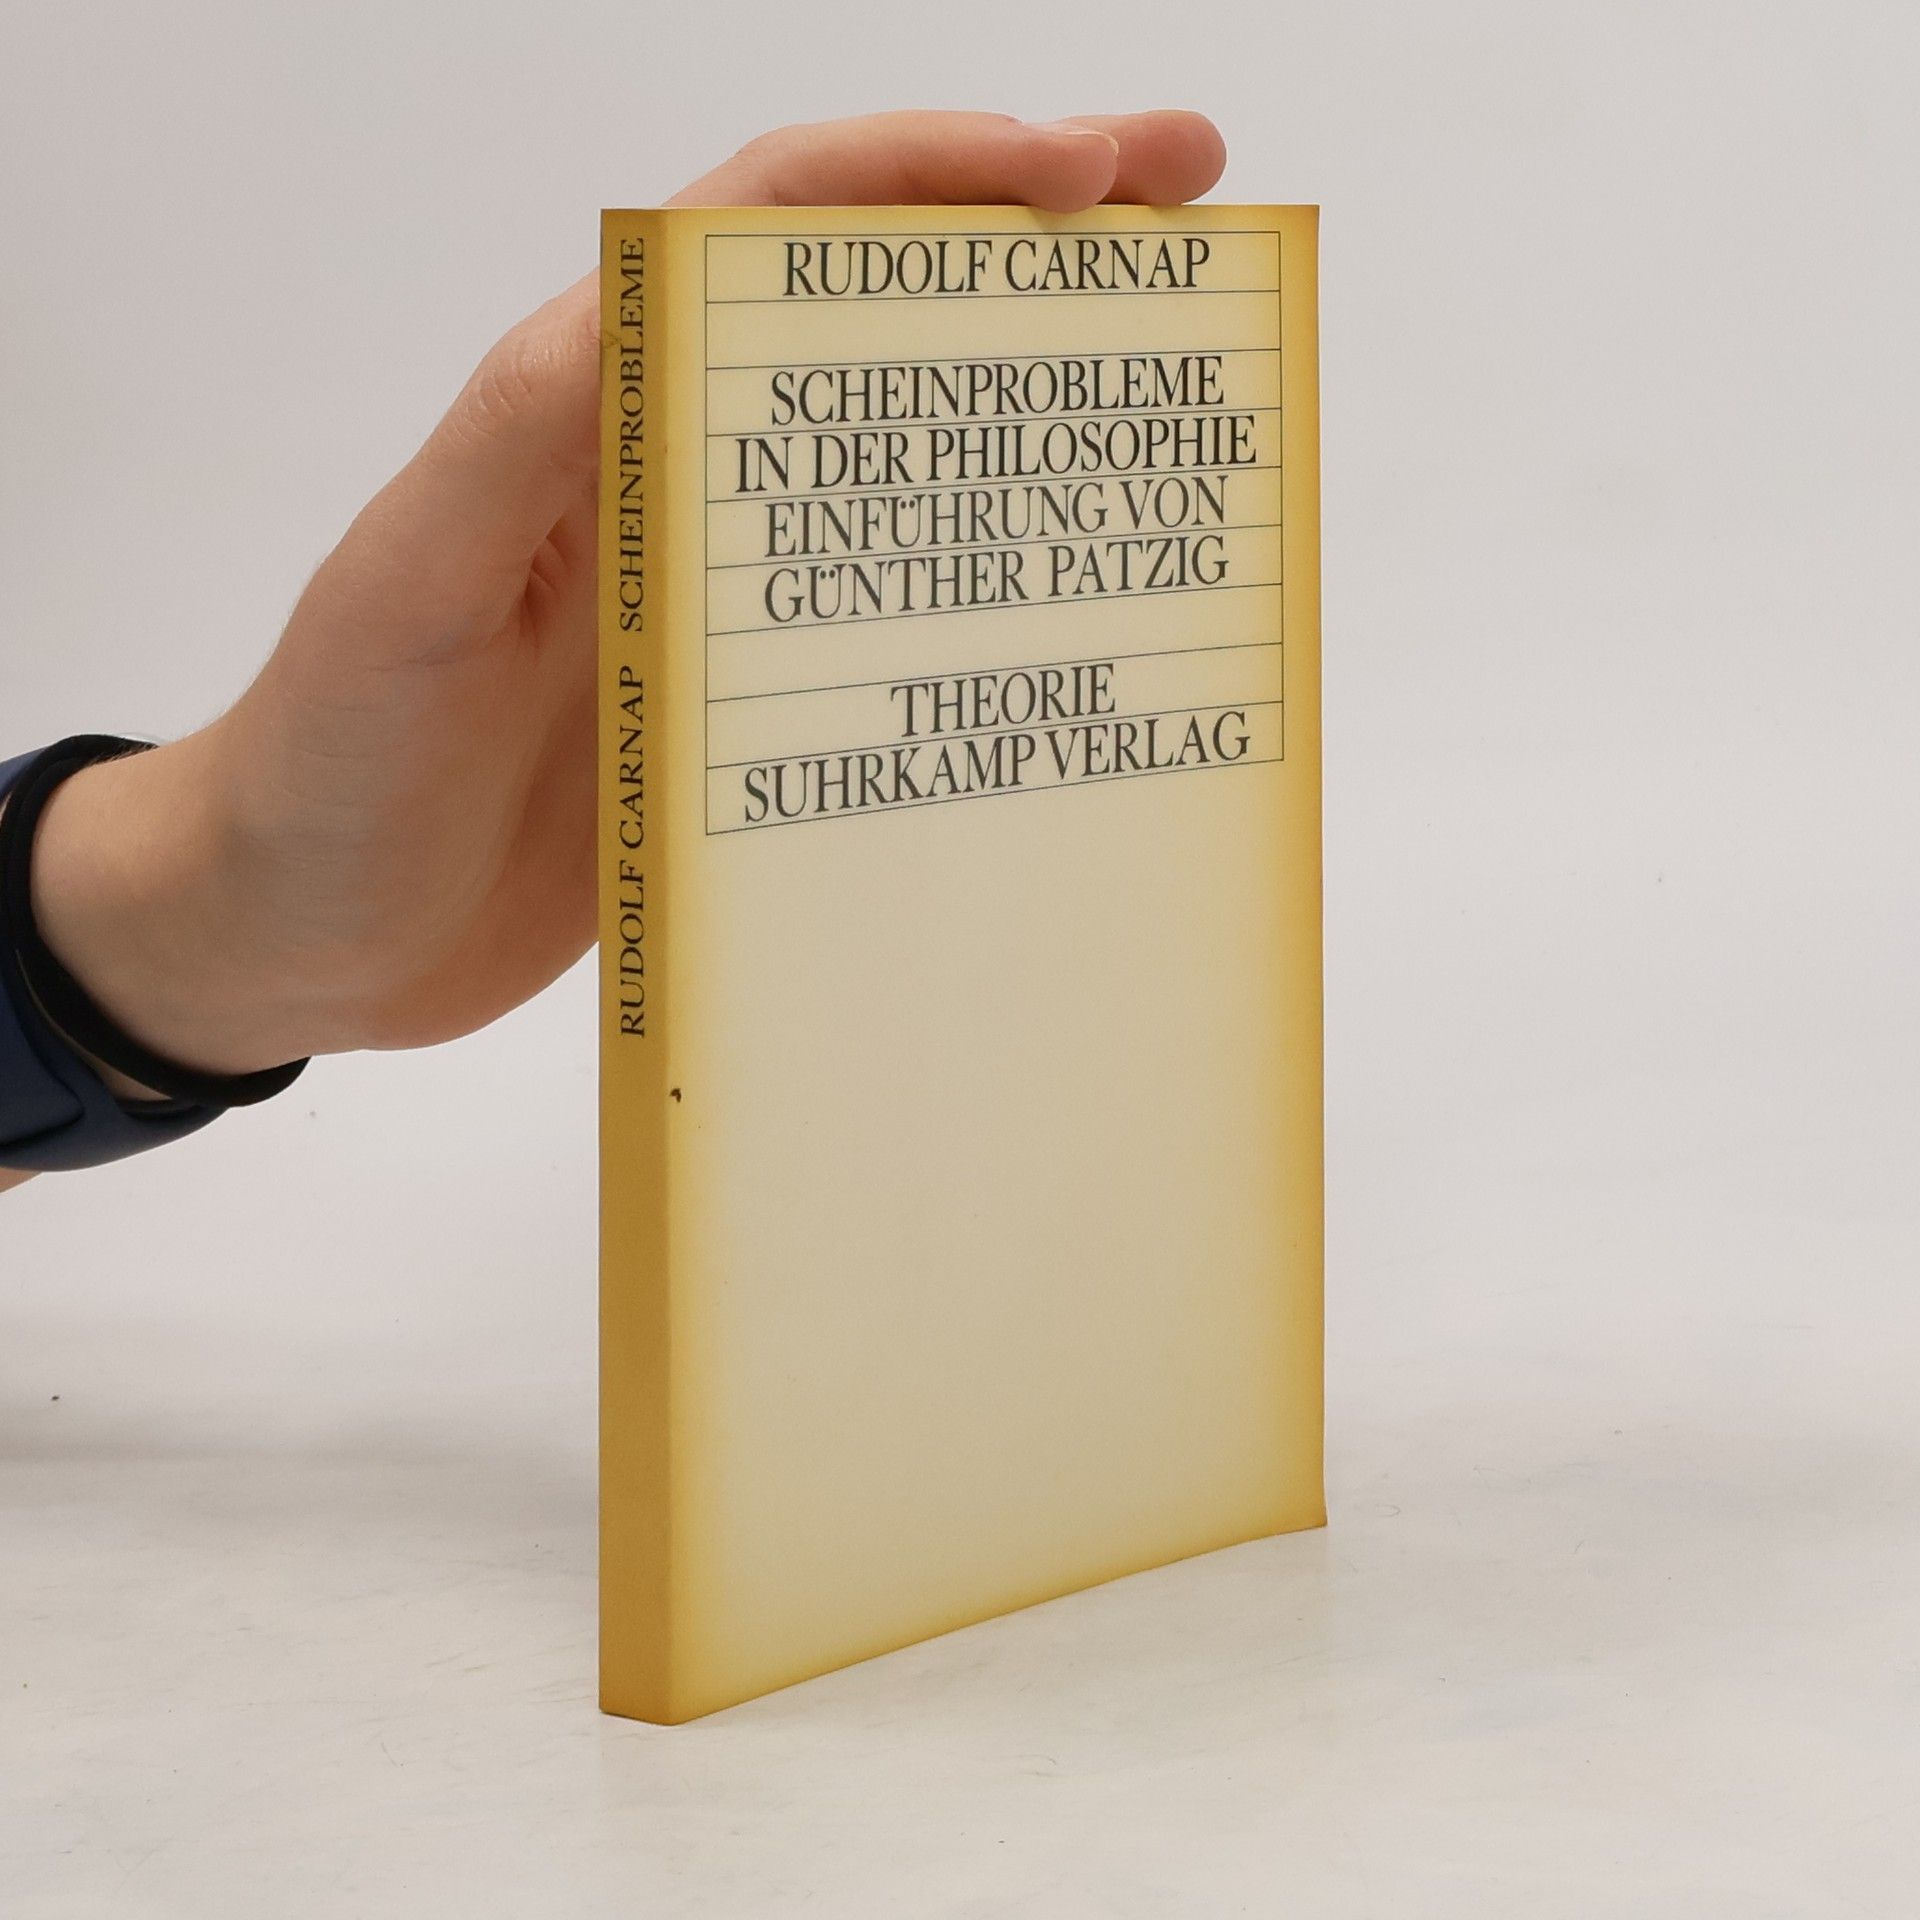 RUDOLF CARNAP SCHEINPROBLEME
RUDOLF CARNAP
SCHEINPROBLEME
IN DER PHILOSOPHIE
EINFÜHRUNG VON
GÜNTHER PATZIG
THEORIE
SUHRKAMP VERLAG